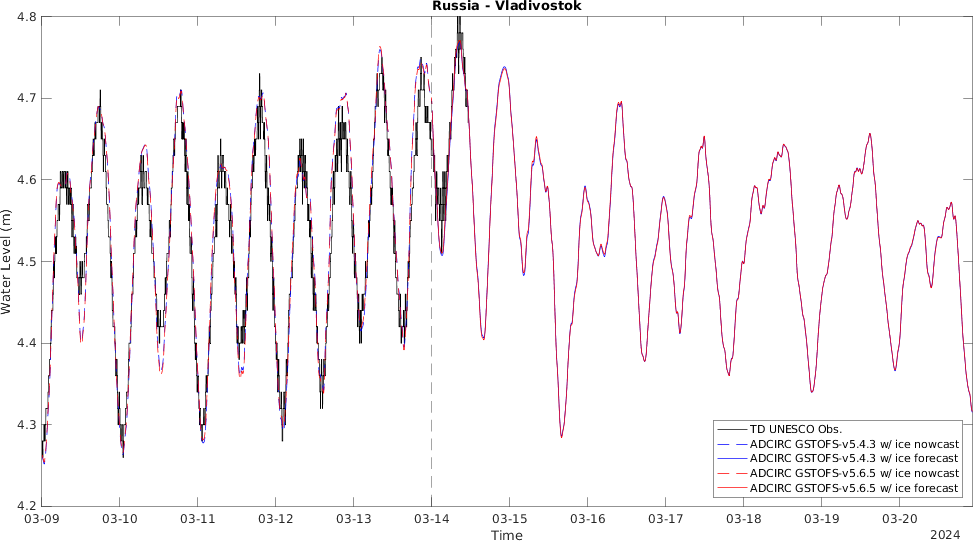 Russia - Vladivostok
4.8
4.7
4.6
4.5
4.4
4.3
4.2
Water Level (m)
TD UNESCO Obs.
ADCIRC GSTOFS-v5.4.3 w/ ice nowcast
ADCIRC GSTOFS-v5.4.3 w/ ice forecast
ADCIRC GSTOFS-v5.6.5 w/ ice nowcast
ADCIRC GSTOFS-v5.6.5 w/ ice forecast
03-09 03-10 03-11 03-12 03-13 03-14 03-15 03-16 03-17 03-18 03-19 03-20
Time 2024